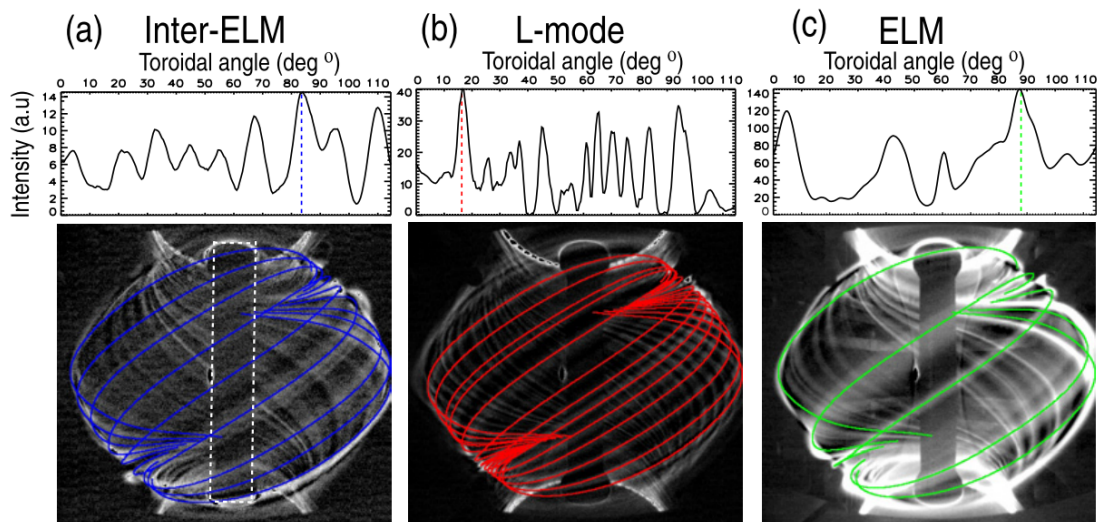 (a) Inter-ELM (b) L-mode (c) ELM
Toroidal angle (deg °) Toroidal angle (deg °) Toroidal angle (deg °)
0 10 20 30 40 50 60 70 80 90 100 110 0 10 20 30 40 50 60 70 80 90 100 110 0 10 20 30 40 50 60 70 80 90 100 110
Intensity (a.u)
14 40 140
12 120
10 30 100
8 80
6 20 60
4 10 40
2 20
0 0 0